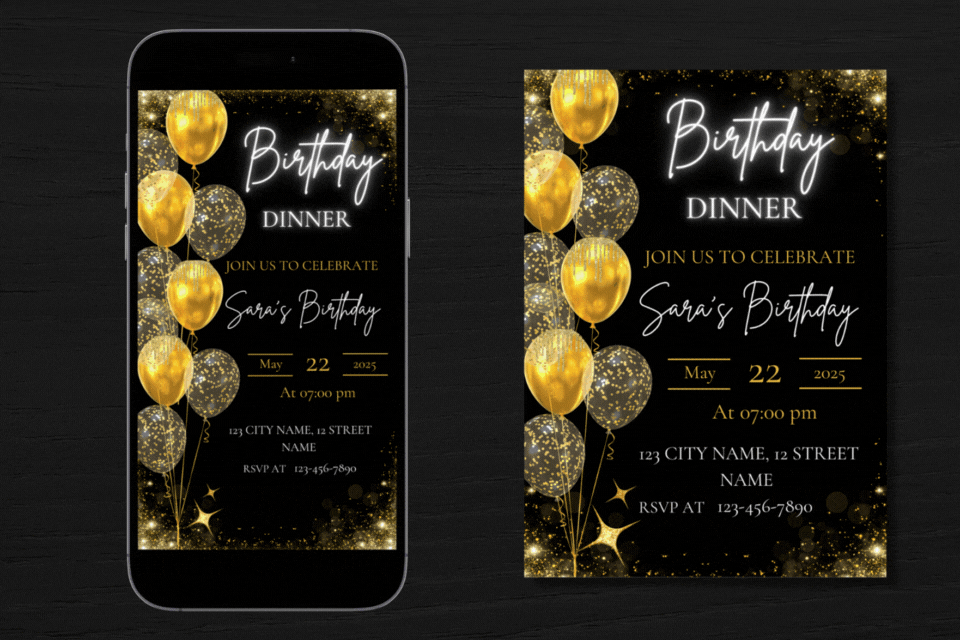 Birthday
DINNER
JOIN US TO CELEBRATE
Sara's Birthday
May 22 2025
At 07:00 pm
123 CITY NAME, 12 STREET
NAME
RSVP AT 123-456-7890
Birthday
DINNER
JOIN US TO CELEBRATE
Sara's Birthday
May 22 2025
At 07:00 pm
123 CITY NAME, 12 STREET
NAME
RSVP AT 123-456-7890